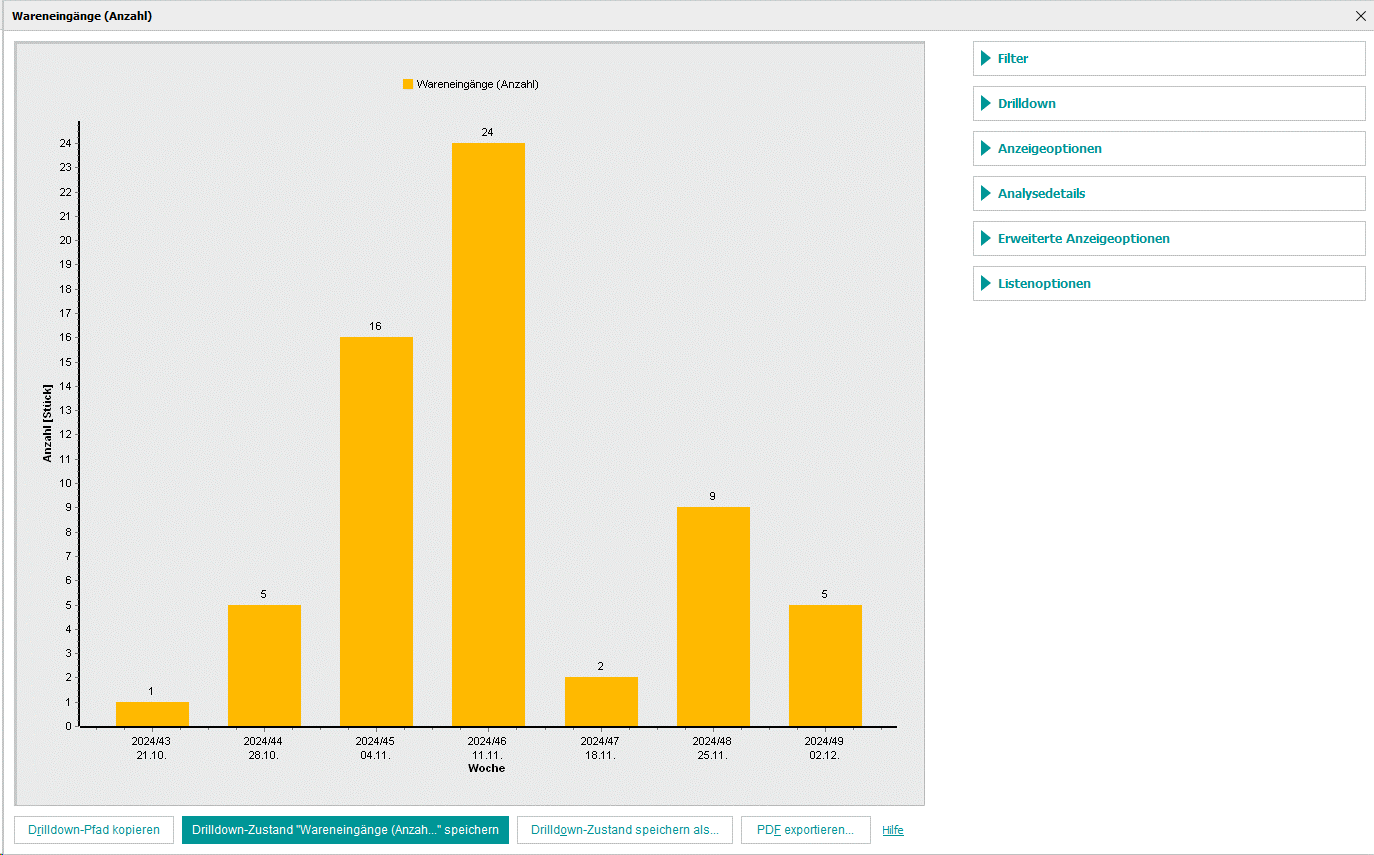 Wareneingänge (Anzahl)
Wareneingänge (Anzahl)
24
23
22
21
20
19
18
17
16
15
14
13
12
11
10
9
8
7
6
5
4
3
2
1
0
Anzahl [Stück]
1
5
16
24
2
9
5
2024/43 2024/44 2024/45 2024/46 2024/47 2024/48 2024/49
21.10. 28.10. 04.11. 11.11. 18.11. 25.11. 02.12.
Woche
Filter
Drilldown
Anzeigeoptionen
Analysedetails
Erweiterte Anzeigeoptionen
Listenoptionen
Drilldown-Pfad kopieren
Drilldown-Zustand "Wareneingänge (Anzah..." speichern
Drilldown-Zustand speichern als...
PDF exportieren...
Hilfe